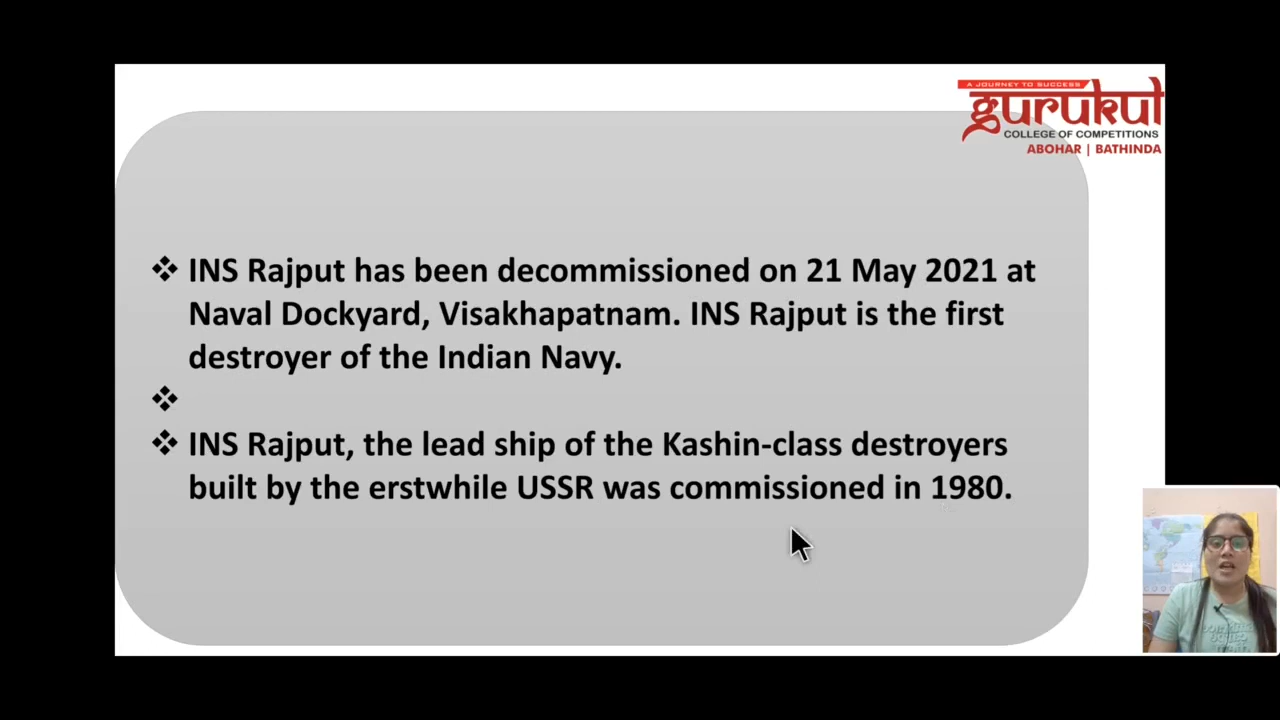 A JOURNEY TO SUCCESS
gurukul
COLLEGE OF COMPETITIONS
ABOHAR | BATHINDA
❖ INS Rajput has been decommissioned on 21 May 2021 at
Naval Dockyard, Visakhapatnam. INS Rajput is the first
destroyer of the Indian Navy.
❖
❖ INS Rajput, the lead ship of the Kashin-class destroyers
built by the erstwhile USSR was commissioned in 1980.